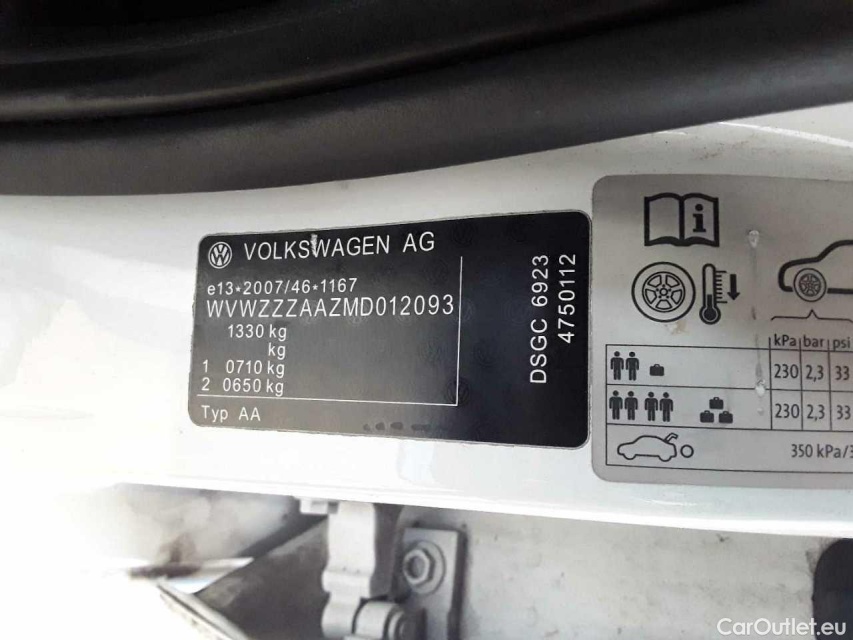 VOLKSWAGEN AG
e13*2007/46*1167
WVWZZZAAZMD012093
1330 kg
kg
1 0710 kg
2 0650 kg
Typ AA
DSGC 6923
4750112
kPa bar psi
230 2,3 33
230 2,3 33
350 kPa/3
CarOutlet.eu